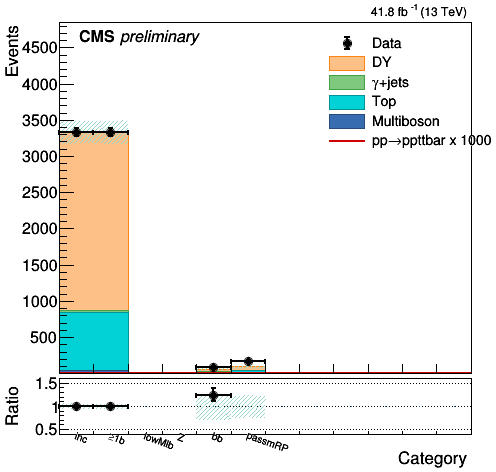 41.8 fb⁻¹ (13 TeV)
CMS preliminary
Events
Data
DY
γ+jets
Top
Multiboson
pp→ppttbar x 1000
4500
4000
3500
3000
2500
2000
1500
1000
500
Ratio
1.5
1
0.5
inc ≥1b lowMlb Z bb passmRP
Category